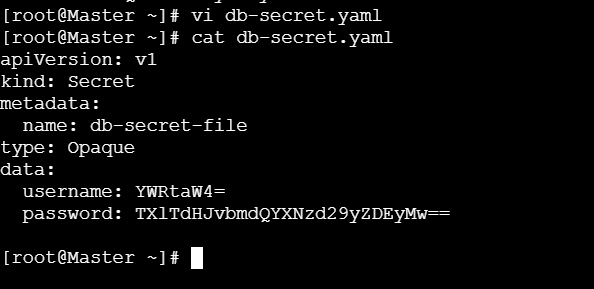 [root@Master ~]# vi db-secret.yaml
[root@Master ~]# cat db-secret.yaml
apiVersion: v1
kind: Secret
metadata:
  name: db-secret-file
type: Opaque
data:
  username: YWRtaW4=
  password: TXlTdHJvbmdQYXNzd29yZDEyMw==
[root@Master ~]#